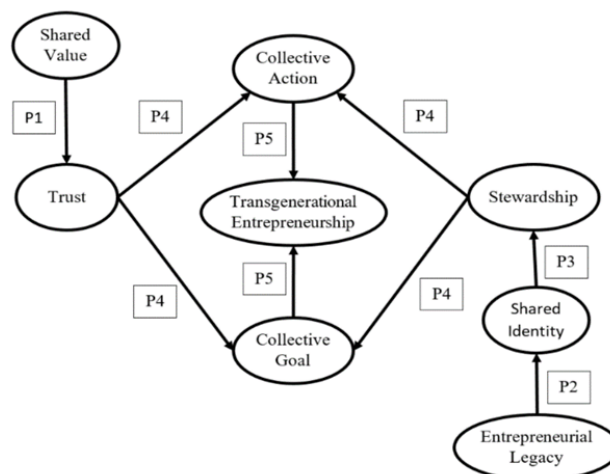 Shared
Value
Collective
Action
P1
P4
P4
P5
Trust
Transgenerational
Entrepreneurship
Stewardship
P4
P5
P4
P3
Shared
Identity
Collective
Goal
P2
Entrepreneurial
Legacy